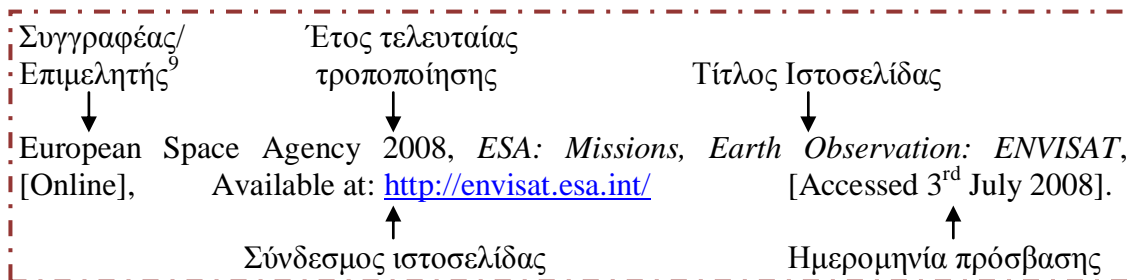 Συγγραφέας/ Έτος τελευταίας
Επιμελητής9 τροποποίησης Τίτλος Ιστοσελίδας
European Space Agency 2008, ESA: Missions, Earth Observation: ENVISAT,
[Online], Available at: http://envisat.esa.int/ [Accessed 3rd July 2008].
Σύνδεσμος ιστοσελίδας Ημερομηνία πρόσβασης